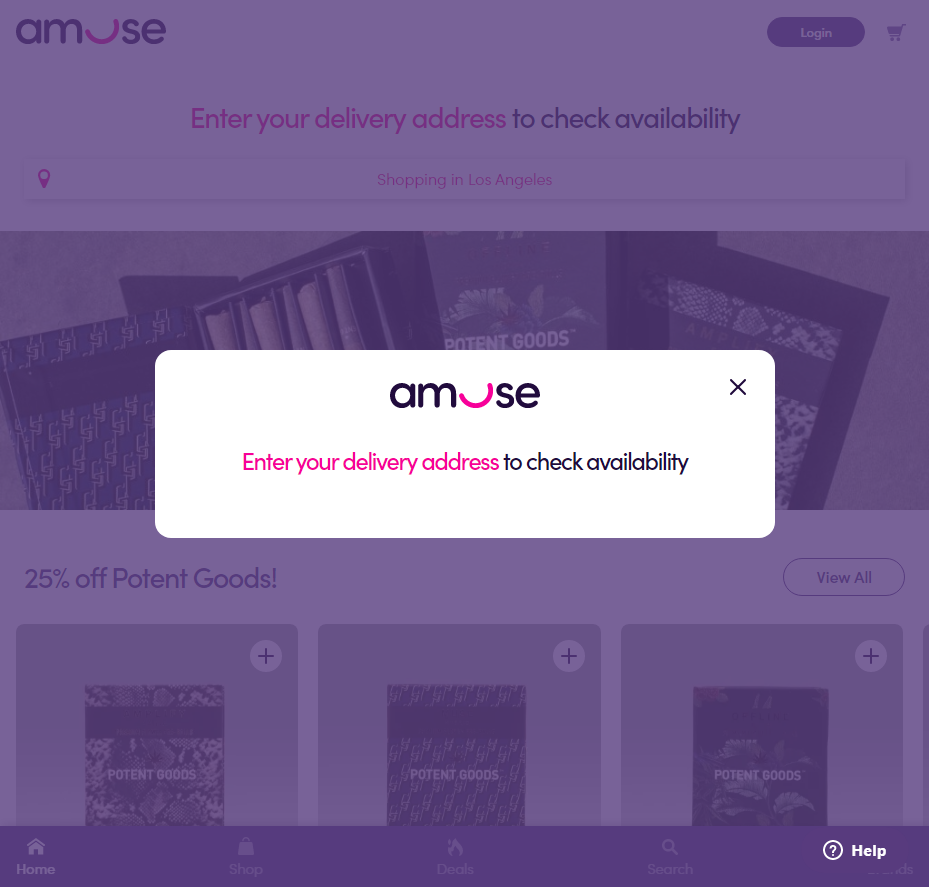 amuse
Login
Enter your delivery address to check availability
Shopping in Los Angeles
POTENT GOODS
amuse
Enter your delivery address to check availability
25% off Potent Goods!
View All
POTENT GOODS
POTENT GOODS
POTENT GOODS
Home
Shop
Deals
Search
Help